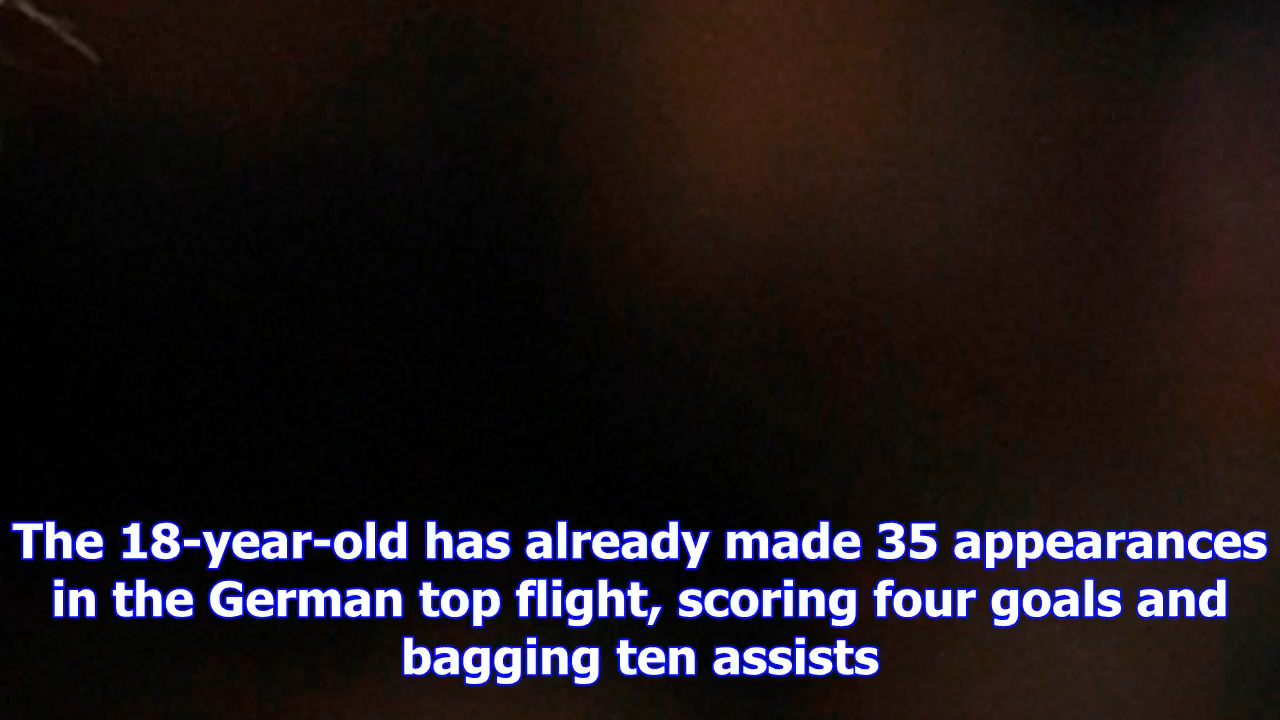 The 18-year-old has already made 35 appearances
in the German top flight, scoring four goals and
bagging ten assists